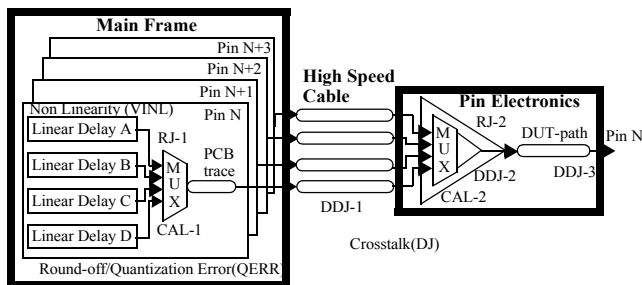 Main Frame
Pin N+3
Pin N+2
Pin N+1
Non Linearity (VINL)
Pin N
Linear Delay A
Linear Delay B
Linear Delay C
Linear Delay D
RJ-1
MUX
CAL-1
PCB
trace
Round-off/Quantization Error(QERR)
High Speed
Cable
DDJ-1
Crosstalk(DJ)
Pin Electronics
RJ-2
MUX
CAL-2
DDJ-2
DUT-path
DDJ-3
Pin N